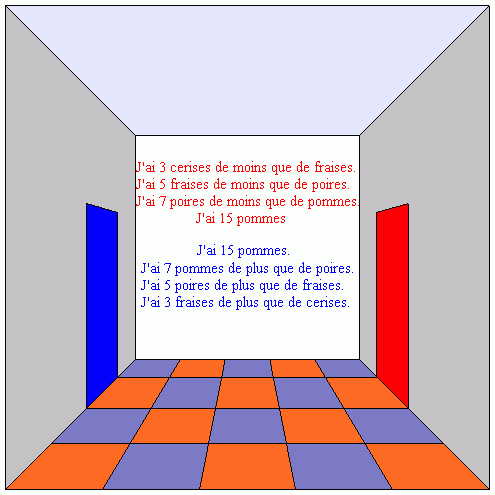 J'ai 3 cerises de moins que de fraises.
J'ai 5 fraises de moins que de poires.
J'ai 7 poires de moins que de pommes.
J'ai 15 pommes
J'ai 15 pommes.
J'ai 7 pommes de plus que de poires.
J'ai 5 poires de plus que de fraises.
J'ai 3 fraises de plus que de cerises.